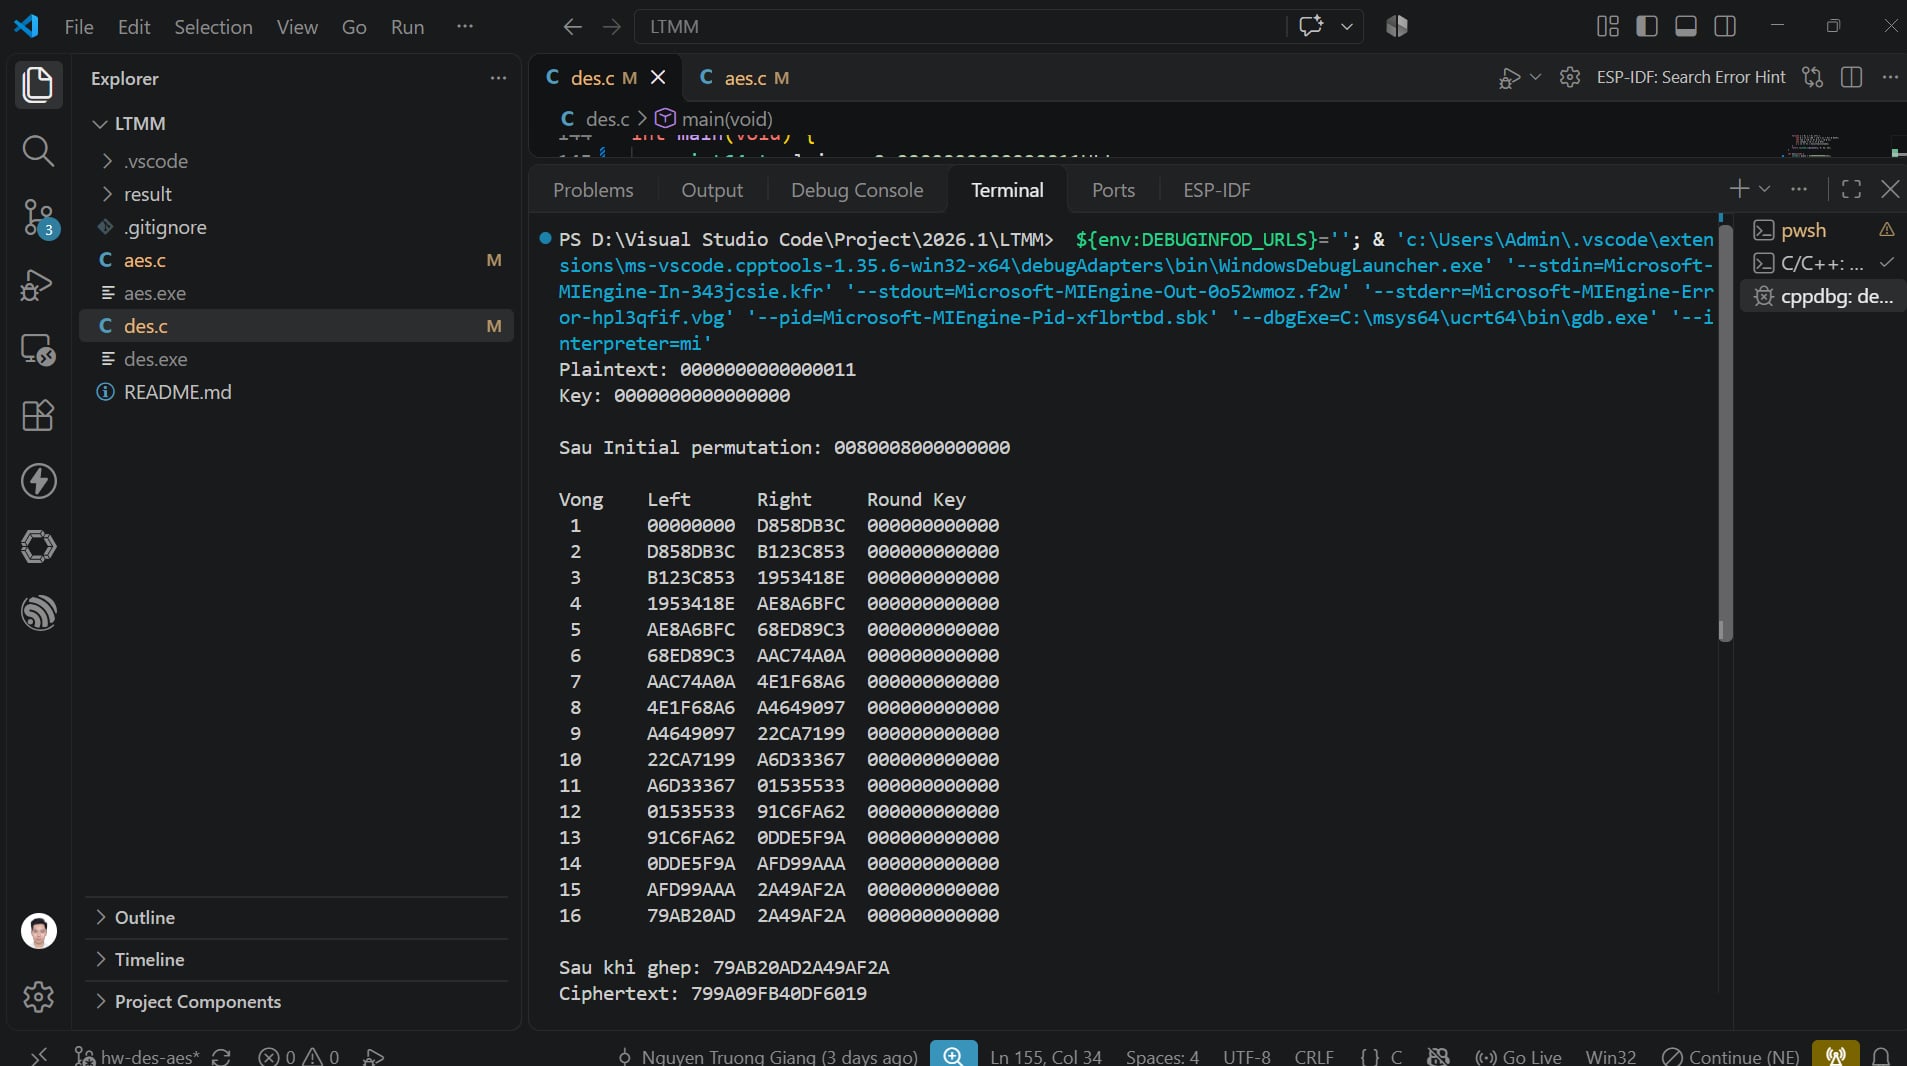 File Edit Selection View Go Run ···
LTMM
Explorer
LTMM
.vscode
result
.gitignore
aes.c M
aes.exe
des.c M
des.exe
README.md
Outline
Timeline
Project Components
3
C des.c M
C aes.c M
ESP-IDF: Search Error Hint
C des.c > main(void)
144 int main(void) {
Problems Output Debug Console Terminal Ports ESP-IDF
PS D:\Visual Studio Code\Project\2026.1\LTMM> ${env:DEBUGINFOD_URLS}=''; & 'c:\Users\Admin\.vscode\exten
sions\ms-vscode.cpptools-1.35.6-win32-x64\debugAdapters\bin\WindowsDebugLauncher.exe' '--stdin=Microsoft-
MIEngine-In-343jcsie.kfr' '--stdout=Microsoft-MIEngine-Out-0o52wmoz.f2w' '--stderr=Microsoft-MIEngine-Err
or-hpl3qfif.vbg' '--pid=Microsoft-MIEngine-Pid-xflbrtbd.sbk' '--dbgExe=C:\msys64\ucrt64\bin\gdb.exe' '--i
nterpreter=mi'
Plaintext: 0000000000000011
Key: 0000000000000000
Sau Initial permutation: 0080008000000000
Vong Left Right Round Key
1 00000000 D858DB3C 000000000000
2 D858DB3C B123C853 000000000000
3 B123C853 1953418E 000000000000
4 1953418E AE8A6BFC 000000000000
5 AE8A6BFC 68ED89C3 000000000000
6 68ED89C3 AAC74A0A 000000000000
7 AAC74A0A 4E1F68A6 000000000000
8 4E1F68A6 A4649097 000000000000
9 A4649097 22CA7199 000000000000
10 22CA7199 A6D33367 000000000000
11 A6D33367 01535533 000000000000
12 01535533 91C6FA62 000000000000
13 91C6FA62 0DDE5F9A 000000000000
14 0DDE5F9A AFD99AAA 000000000000
15 AFD99AAA 2A49AF2A 000000000000
16 79AB20AD 2A49AF2A 000000000000
Sau khi ghep: 79AB20AD2A49AF2A
Ciphertext: 799A09FB40DF6019
pwsh
C/C++: ...
cppdbg: de...
hw-des-aes* 0 0 Nguyen Truong Giang (3 days ago) Ln 155, Col 34 Spaces: 4 UTF-8 CRLF {} C Go Live Win32 Continue (NE)